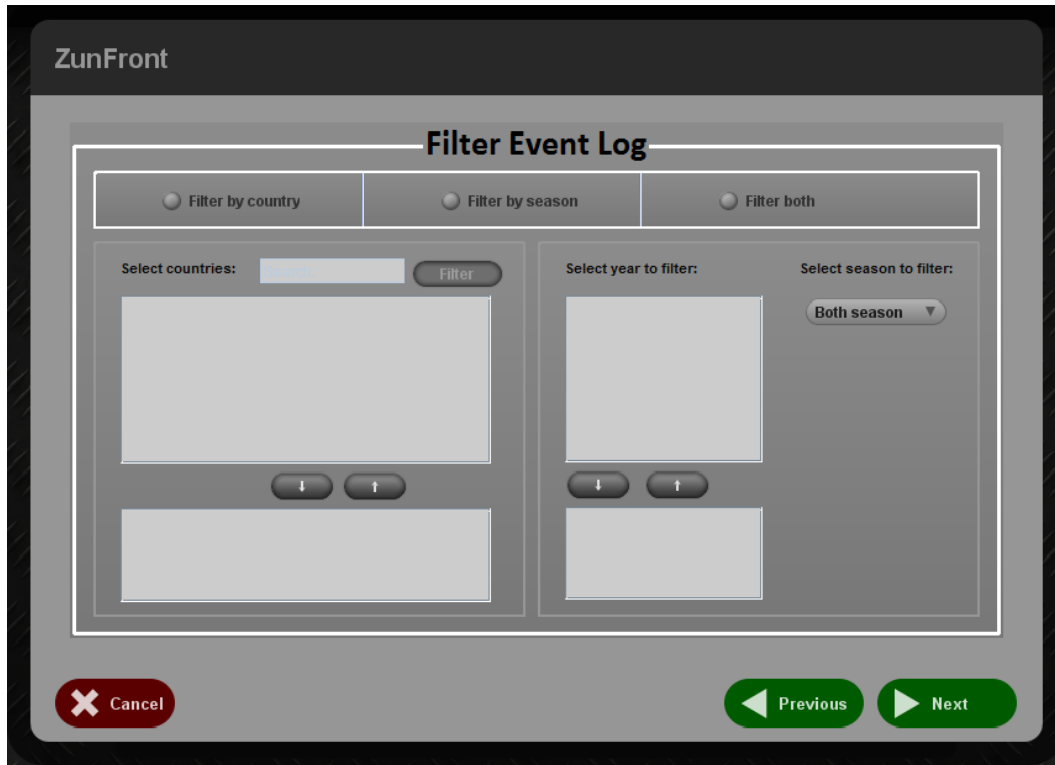 ZunFront
Filter Event Log
Filter by country
Filter by season
Filter both
Select countries:
Filter
Select year to filter:
Select season to filter:
Both season
Cancel
Previous
Next